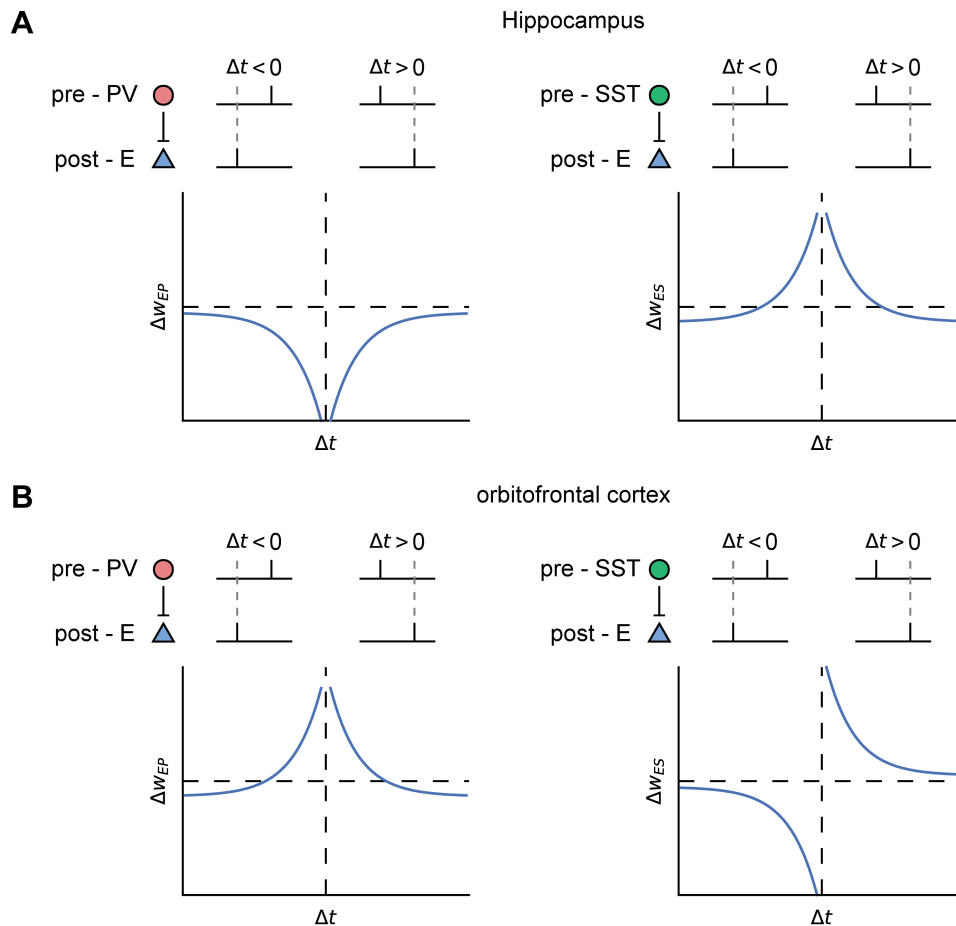 A
Hippocampus
Δt < 0 Δt > 0
pre - PV
post - E
Δw_EP
Δt
Δt < 0 Δt > 0
pre - SST
post - E
Δw_ES
Δt
B
orbitofrontal cortex
Δt < 0 Δt > 0
pre - PV
post - E
Δw_EP
Δt
Δt < 0 Δt > 0
pre - SST
post - E
Δw_ES
Δt